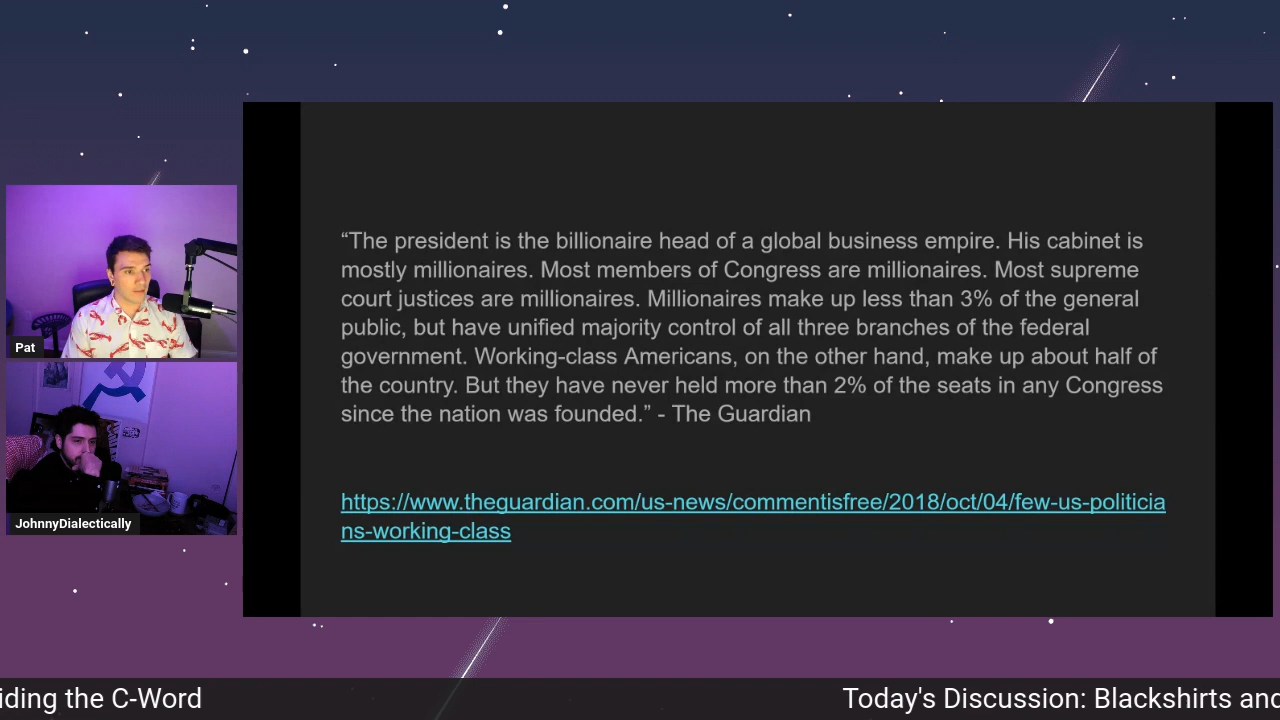 “The president is the billionaire head of a global business empire. His cabinet is
mostly millionaires. Most members of Congress are millionaires. Most supreme
court justices are millionaires. Millionaires make up less than 3% of the general
public, but have unified majority control of all three branches of the federal
government. Working-class Americans, on the other hand, make up about half of
the country. But they have never held more than 2% of the seats in any Congress
since the nation was founded.” - The Guardian
https://www.theguardian.com/us-news/commentisfree/2018/oct/04/few-us-politicia
ns-working-class
Pat
JohnnyDialectically
iding the C-Word
Today's Discussion: Blackshirts and